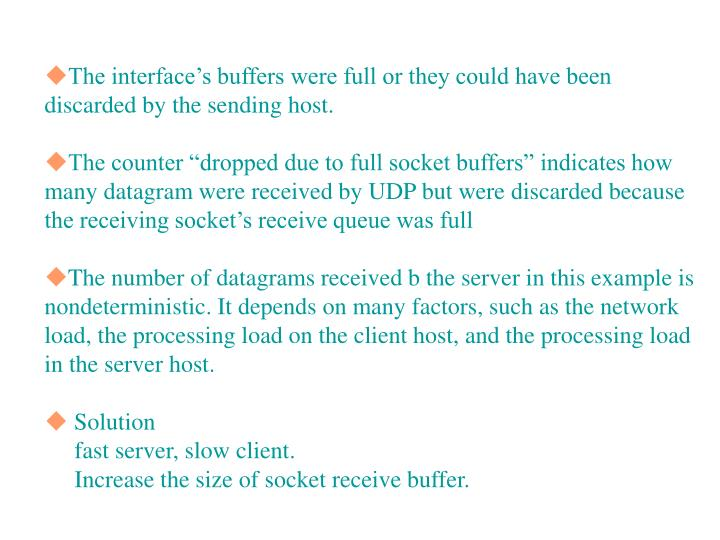 ◆The interface’s buffers were full or they could have been
discarded by the sending host.
◆The counter “dropped due to full socket buffers” indicates how
many datagram were received by UDP but were discarded because
the receiving socket’s receive queue was full
◆The number of datagrams received b the server in this example is
nondeterministic. It depends on many factors, such as the network
load, the processing load on the client host, and the processing load
in the server host.
◆ Solution
fast server, slow client.
Increase the size of socket receive buffer.